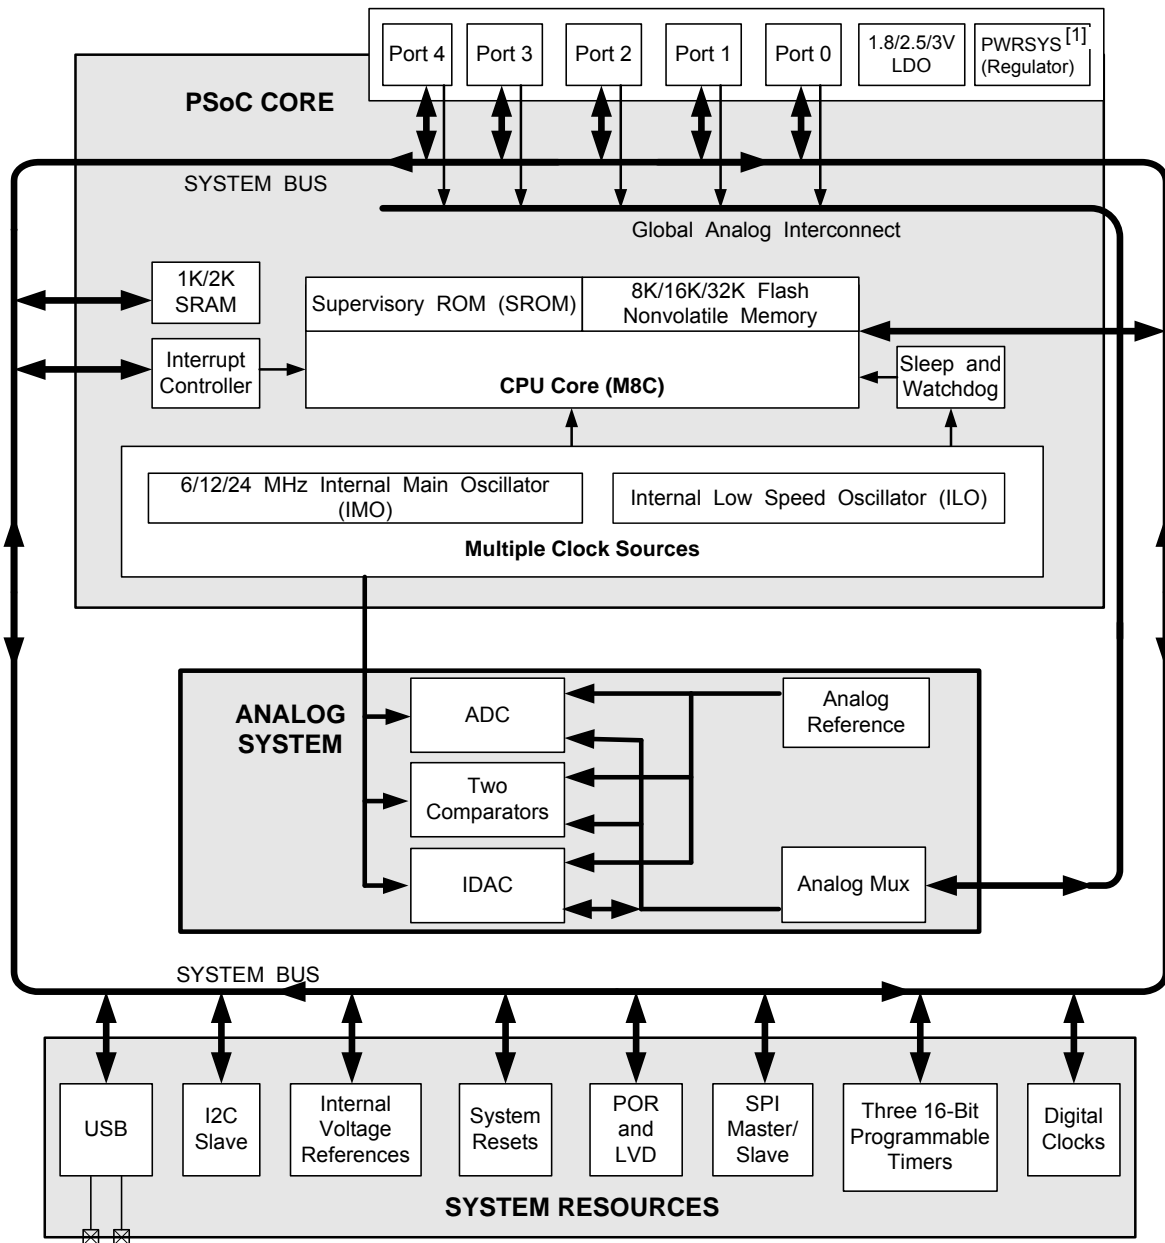 Port 4
Port 3
Port 2
Port 1
Port 0
1.8/2.5/3V
LDO
PWRSYS [1]
(Regulator)
PSoC CORE
SYSTEM BUS
Global Analog Interconnect
1K/2K
SRAM
Supervisory ROM (SROM)
8K/16K/32K Flash
Nonvolatile Memory
Interrupt
Controller
CPU Core (M8C)
Sleep and
Watchdog
6/12/24 MHz Internal Main Oscillator
(IMO)
Internal Low Speed Oscillator (ILO)
Multiple Clock Sources
ANALOG
SYSTEM
ADC
Analog
Reference
Two
Comparators
IDAC
Analog Mux
SYSTEM BUS
USB
I2C
Slave
Internal
Voltage
References
System
Resets
POR
and
LVD
SPI
Master/
Slave
Three 16-Bit
Programmable
Timers
Digital
Clocks
SYSTEM RESOURCES